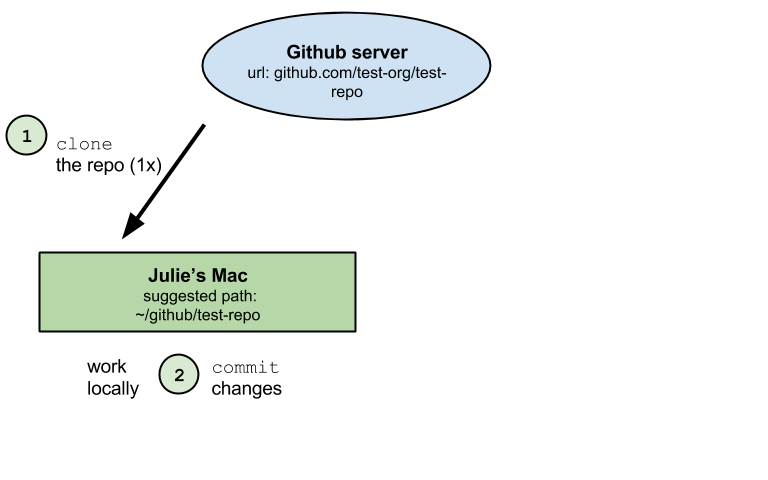 Github server
url: github.com/test-org/test-
repo
1
clone
the repo (1x)
Julie’s Mac
suggested path:
~/github/test-repo
work
locally
2
commit
changes